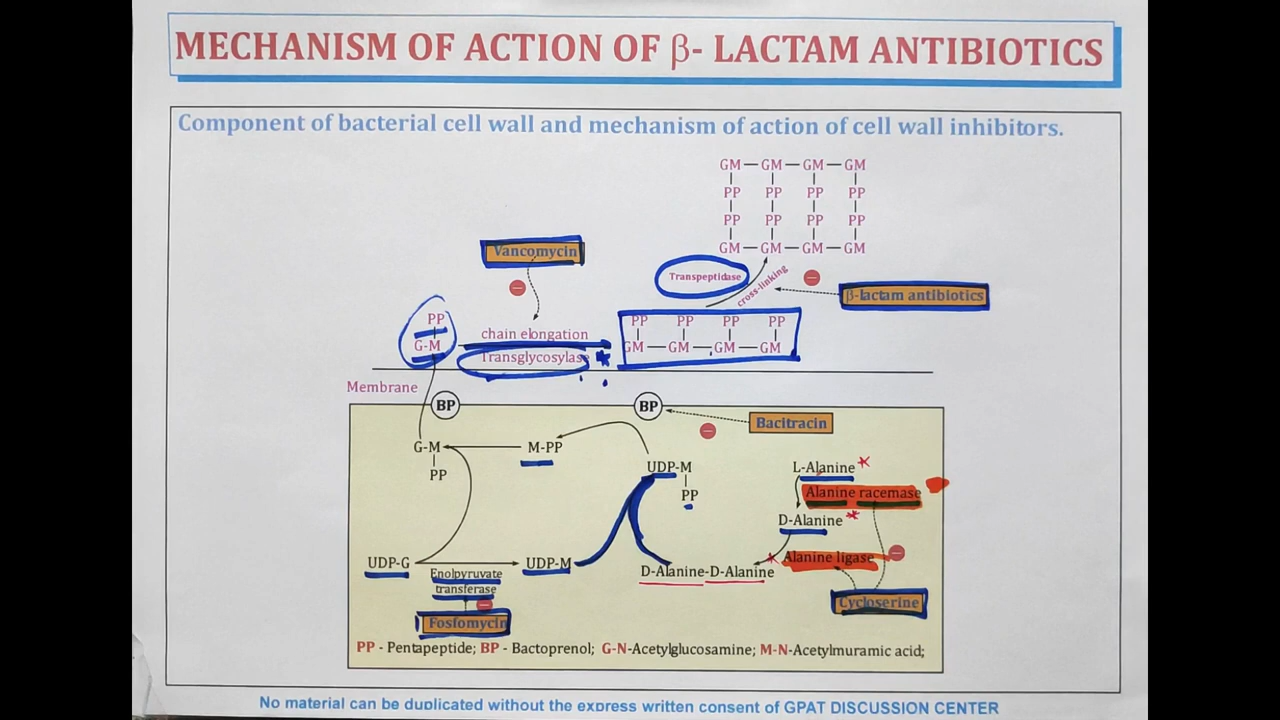 MECHANISM OF ACTION OF β- LACTAM ANTIBIOTICS
Component of bacterial cell wall and mechanism of action of cell wall inhibitors.
GM — GM — GM — GM
PP PP PP PP
PP PP PP PP
GM — GM — GM — GM
Vancomycin
Transpeptidase
cross-linking
β-lactam antibiotics
PP
G-M
chain elongation
Transglycosylase
PP PP PP PP
GM — GM — GM — GM
Membrane
BP
BP
Bacitracin
G-M
PP
M-PP
UDP-M
PP
L-Alanine
Alanine racemase
D-Alanine
Alanine ligase
UDP-G
UDP-M
D-Alanine-D-Alanine
Enolpyruvate
transferase
Fosfomycin
Cycloserine
PP - Pentapeptide; BP - Bactoprenol; G-N-Acetylglucosamine; M-N-Acetylmuramic acid;
No material can be duplicated without the express written consent of GPAT DISCUSSION CENTER